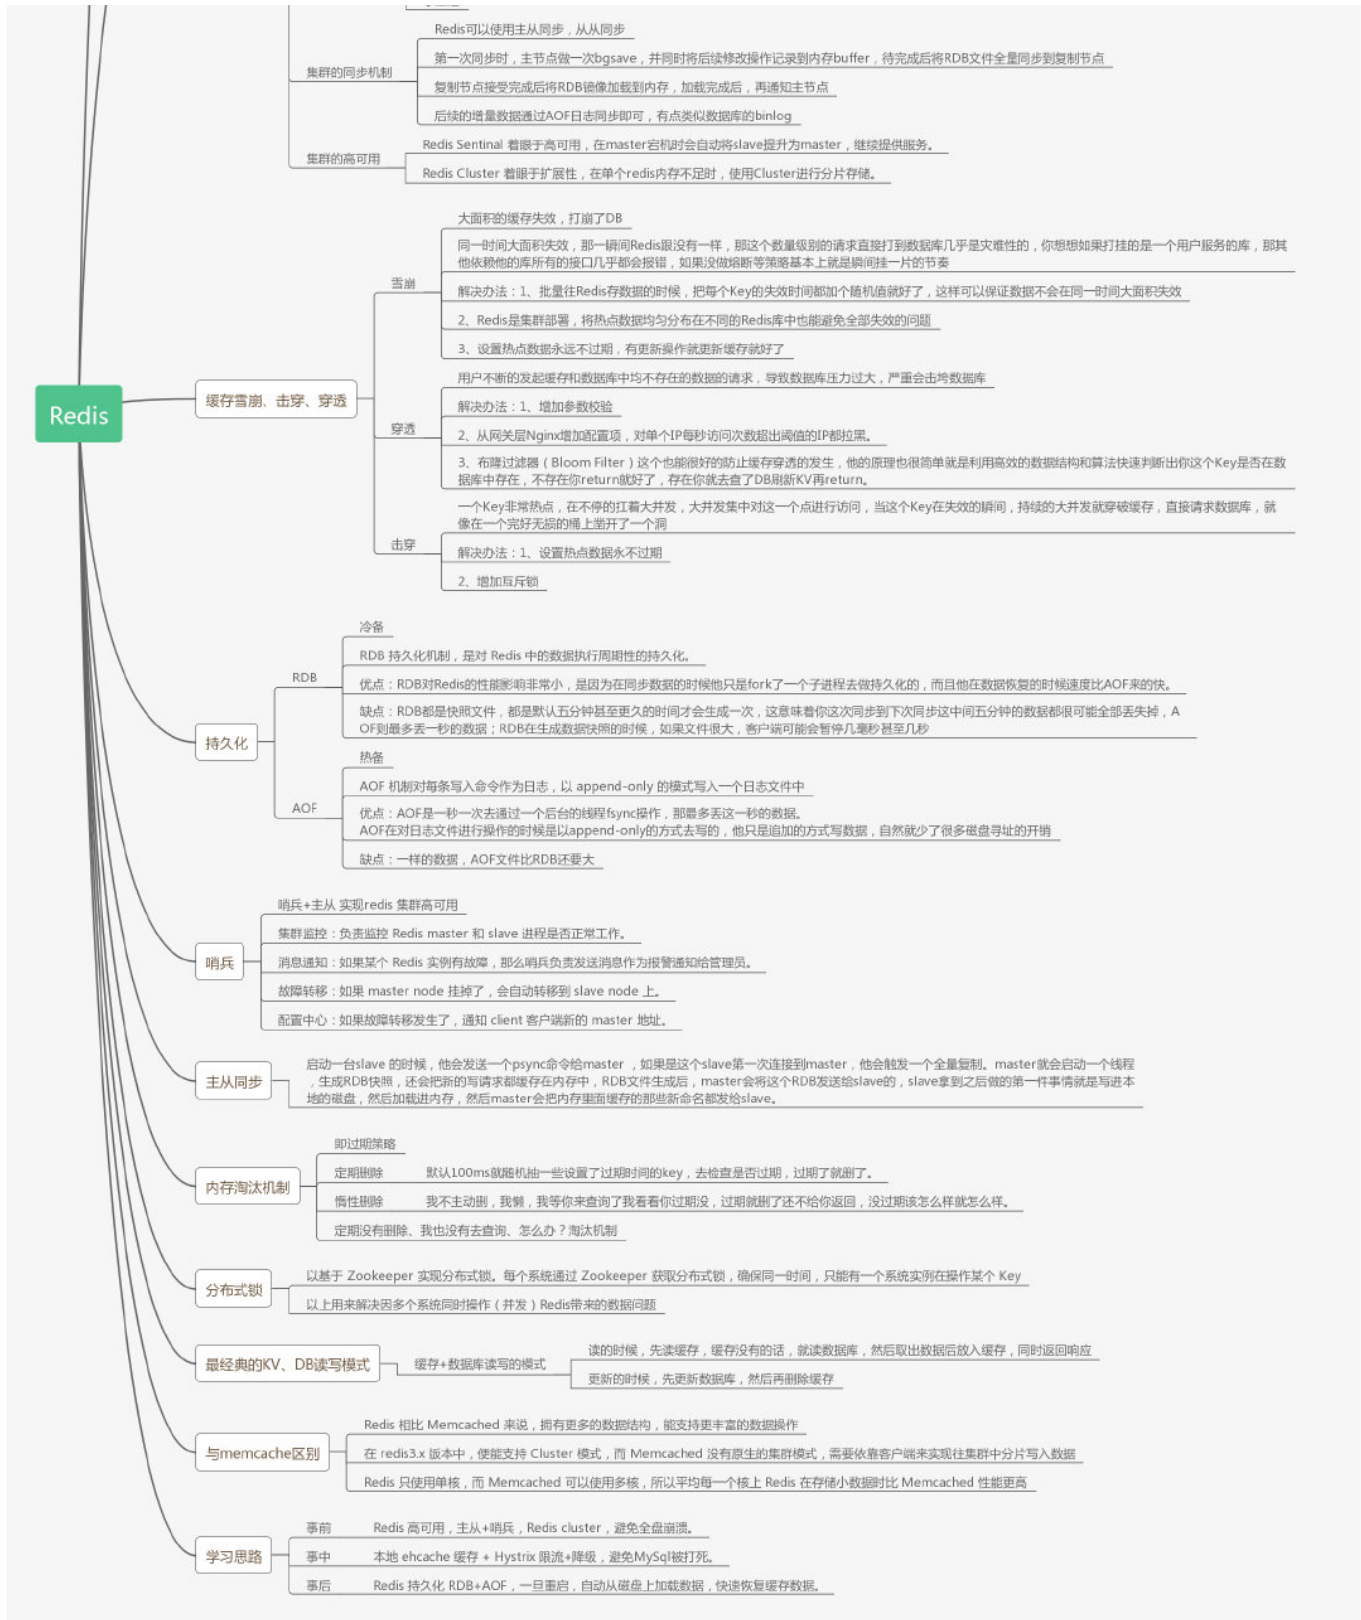 Redis可以使用主从同步，从从同步
第一次同步时，主节点做一次bgsave，并同时将后续修改操作记录到内存buffer，待完成后将RDB文件全量同步到复制节点
集群的同步机制
复制节点接受完成后将RDB镜像加载到内存，加载完成后，再通知主节点
后续的增量数据通过AOF日志同步即可，有点类似数据库的binlog
Redis Sentinal 着眼于高可用，在master宕机时会自动将slave提升为master，继续提供服务。
集群的高可用
Redis Cluster 着眼于扩展性，在单个redis内存不足时，使用Cluster进行分片存储。
大面积的缓存失效，打崩了DB
同一时间大面积失效，那一瞬间Redis跟没有一样，那这个数量级别的请求直接打到数据库几乎是灾难性的，你想想如果打挂的是一个用户服务的库，那其
他依赖他的库所有的接口几乎都会报错，如果没做熔断等策略基本上就是瞬间挂一片的节奏
雪崩
解决办法：1、批量往Redis存数据的时候，把每个Key的失效时间都加个随机值就好了，这样可以保证数据不会在同一时间大面积失效
2、Redis是集群部署，将热点数据均匀分布在不同的Redis库中也能避免全部失效的问题
3、设置热点数据永远不过期，有更新操作就更新缓存就好了
Redis
缓存雪崩、击穿、穿透
用户不断的发起缓存和数据库中均不存在的数据的请求，导致数据库压力过大，严重会击垮数据库
解决办法：1、增加参数校验
穿透
2、从网关层Nginx增加配置项，对单个IP每秒访问次数超出阈值的IP都拉黑。
3、布隆过滤器（Bloom Filter）这个也能很好的防止缓存穿透的发生，他的原理也很简单就是利用高效的数据结构和算法快速判断出你这个Key是否在数
据库中存在，不存在你return就好了，存在你就去查了DB刷新KV再return。
一个Key非常热点，在不停的扛着大并发，大并发集中对这一个点进行访问，当这个Key在失效的瞬间，持续的大并发就穿破缓存，直接请求数据库，就
像在一个完好无损的桶上凿开了一个洞
击穿
解决办法：1、设置热点数据永不过期
2、增加互斥锁
冷备
RDB 持久化机制，是对 Redis 中的数据执行周期性的持久化。
RDB
优点：RDB对Redis的性能影响非常小，是因为在同步数据的时候他只是fork了一个子进程去做持久化的，而且他在数据恢复的时候速度比AOF来的快。
缺点：RDB都是快照文件，都是默认五分钟甚至更久的时间才会生成一次，这意味着你这次同步到下次同步这中间五分钟的数据都很可能全部丢失掉，A
OF则最多丢一秒的数据；RDB在生成数据快照的时候，如果文件很大，客户端可能会暂停几毫秒甚至几秒
持久化
热备
AOF 机制对每条写入命令作为日志，以 append-only 的模式写入一个日志文件中
AOF
优点：AOF是一秒一次去通过一个后台的线程fsync操作，那最多丢这一秒的数据。
AOF在对日志文件进行操作的时候是以append-only的方式去写的，他只是追加的方式写数据，自然就少了很多磁盘寻址的开销
缺点：一样的数据，AOF文件比RDB还要大
哨兵+主从 实现redis 集群高可用
集群监控：负责监控 Redis master 和 slave 进程是否正常工作。
哨兵
消息通知：如果某个 Redis 实例有故障，那么哨兵负责发送消息作为报警通知给管理员。
故障转移：如果 master node 挂掉了，会自动转移到 slave node 上。
配置中心：如果故障转移发生了，通知 client 客户端新的 master 地址。
主从同步
启动一台slave 的时候，他会发送一个psync命令给master ，如果是这个slave第一次连接到master，他会触发一个全量复制。master就会启动一个线程
，生成RDB快照，还会把新的写请求都缓存在内存中，RDB文件生成后，master会将这个RDB发送给slave的，slave拿到之后做的第一件事情就是写进本
地的磁盘，然后加载进内存，然后master会把内存里面缓存的那些新命名都发给slave。
即过期策略
定期删除 默认100ms就随机抽一些设置了过期时间的key，去检查是否过期，过期了就删了。
内存淘汰机制
惰性删除 我不主动删，我懒，我等你来查询了我看看你过期没，过期就删了还不给你返回，没过期该怎么样就怎么样。
定期没有删除、我也没有去查询、怎么办？淘汰机制
分布式锁
以基于 Zookeeper 实现分布式锁。每个系统通过 Zookeeper 获取分布式锁，确保同一时间，只能有一个系统实例在操作某个 Key
以上用来解决因多个系统同时操作（并发）Redis带来的数据问题
最经典的KV、DB读写模式
缓存+数据库读写的模式
读的时候，先读缓存，缓存没有的话，就读数据库，然后取出数据后放入缓存，同时返回响应
更新的时候，先更新数据库，然后再删除缓存
Redis 相比 Memcached 来说，拥有更多的数据结构，能支持更丰富的数据操作
与memcache区别
在 redis3.x 版本中，便能支持 Cluster 模式，而 Memcached 没有原生的集群模式，需要依靠客户端来实现往集群中分片写入数据
Redis 只使用单核，而 Memcached 可以使用多核，所以平均每一个核上 Redis 在存储小数据时比 Memcached 性能更高
事前 Redis 高可用，主从+哨兵，Redis cluster，避免全盘崩溃。
学习思路
事中 本地 ehcache 缓存 + Hystrix 限流+降级，避免MySql被打死。
事后 Redis 持久化 RDB+AOF，一旦重启，自动从磁盘上加载数据，快速恢复缓存数据。